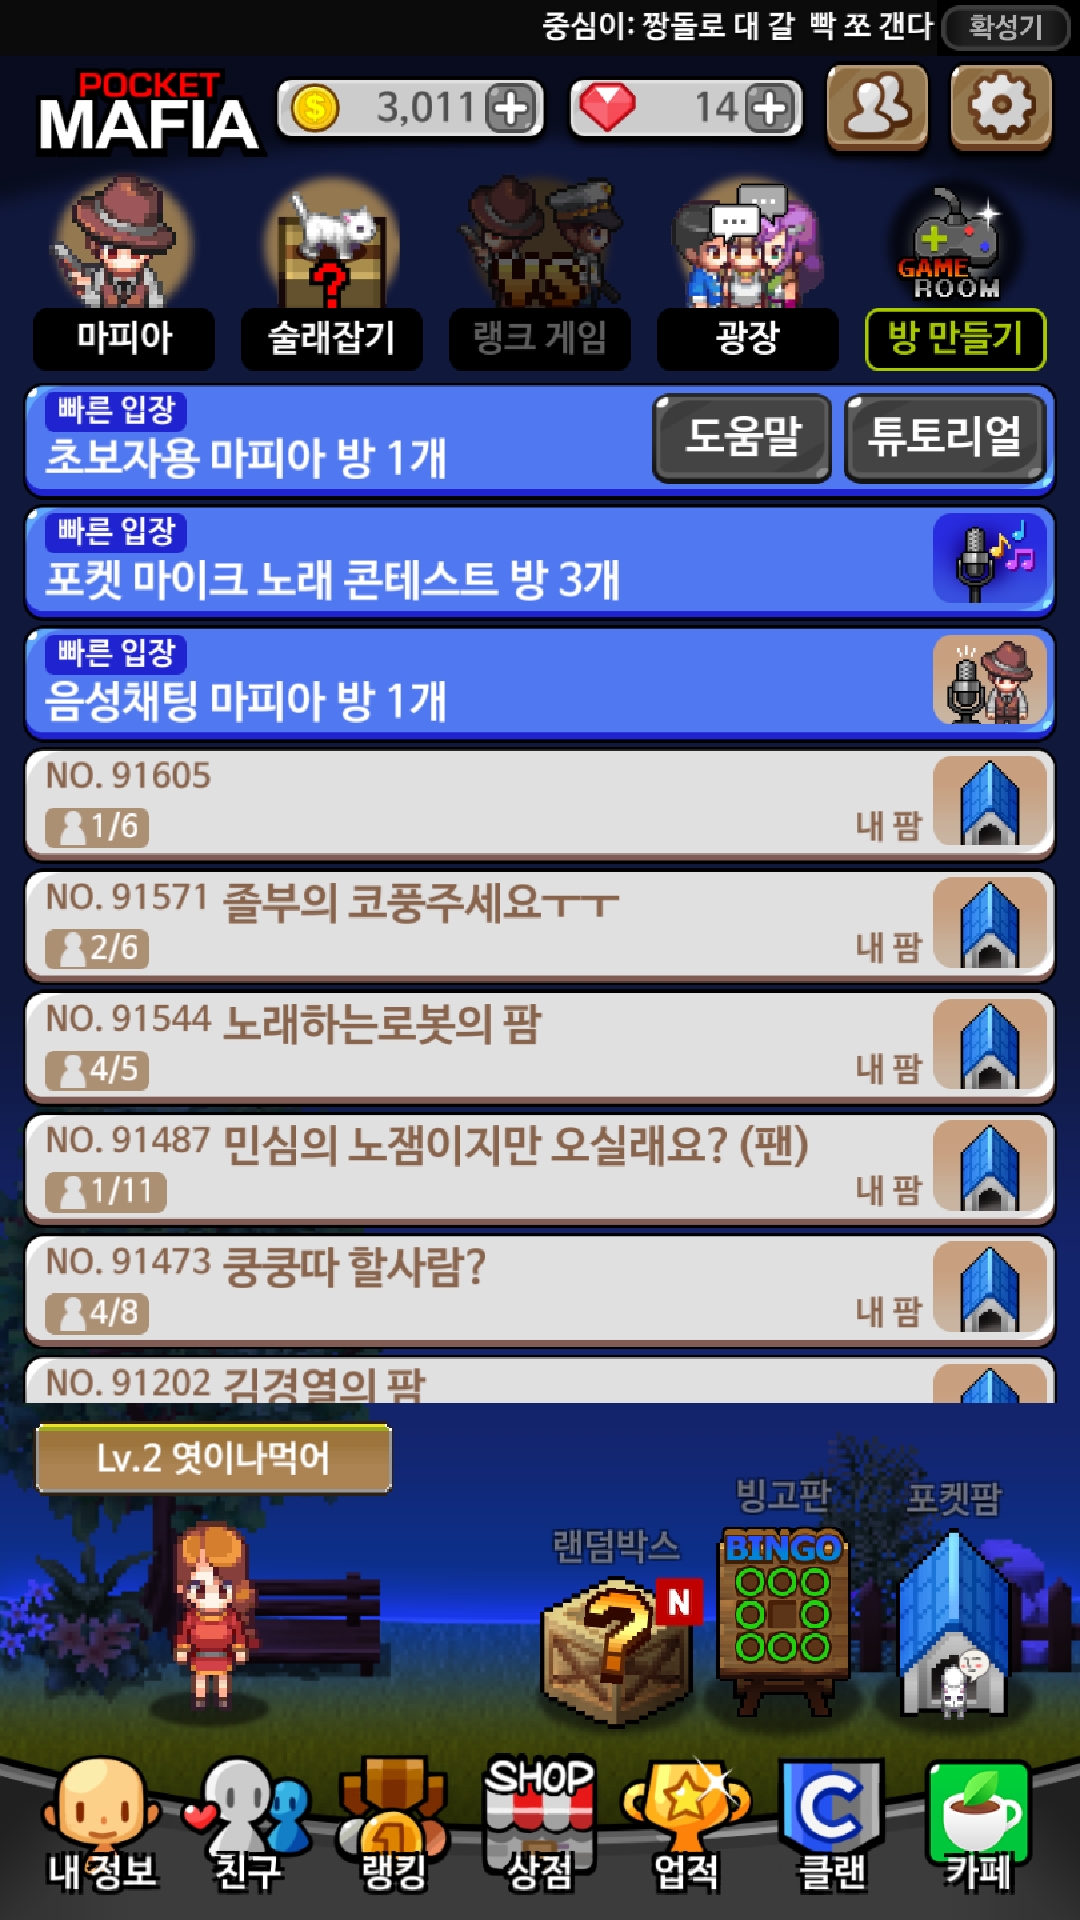 중심이: 짱돌로 대 갈 빡 쪼 갠다
확성기
POCKET
MAFIA
3,011
14
마피아
술래잡기
VS
랭크 게임
광장
GAME
ROOM
방 만들기
빠른 입장
초보자용 마피아 방 1개
도움말
튜토리얼
빠른 입장
포켓 마이크 노래 콘테스트 방 3개
빠른 입장
음성채팅 마피아 방 1개
NO. 91605
1/6
내 팜
NO. 91571 졸부의 코풍주세요ㅜㅜ
2/6
내 팜
NO. 91544 노래하는로봇의 팜
4/5
내 팜
NO. 91487 민심의 노잼이지만 오실래요? (팬)
1/11
내 팜
NO. 91473 쿵쿵따 할사람?
4/8
내 팜
NO. 91202 김경열의 팜
Lv.2 엿이나먹어
랜덤박스
N
빙고판
BINGO
포켓팜
내 정보
친구
1
랭킹
SHOP
상점
업적
C
클랜
카페